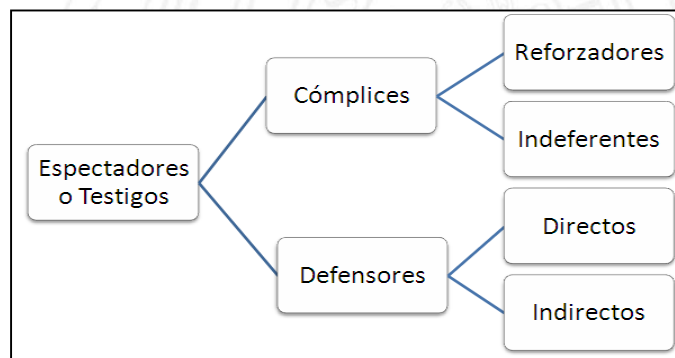 Espectadores
o Testigos
Cómplices
Reforzadores
Indeferentes
Defensores
Directos
Indirectos